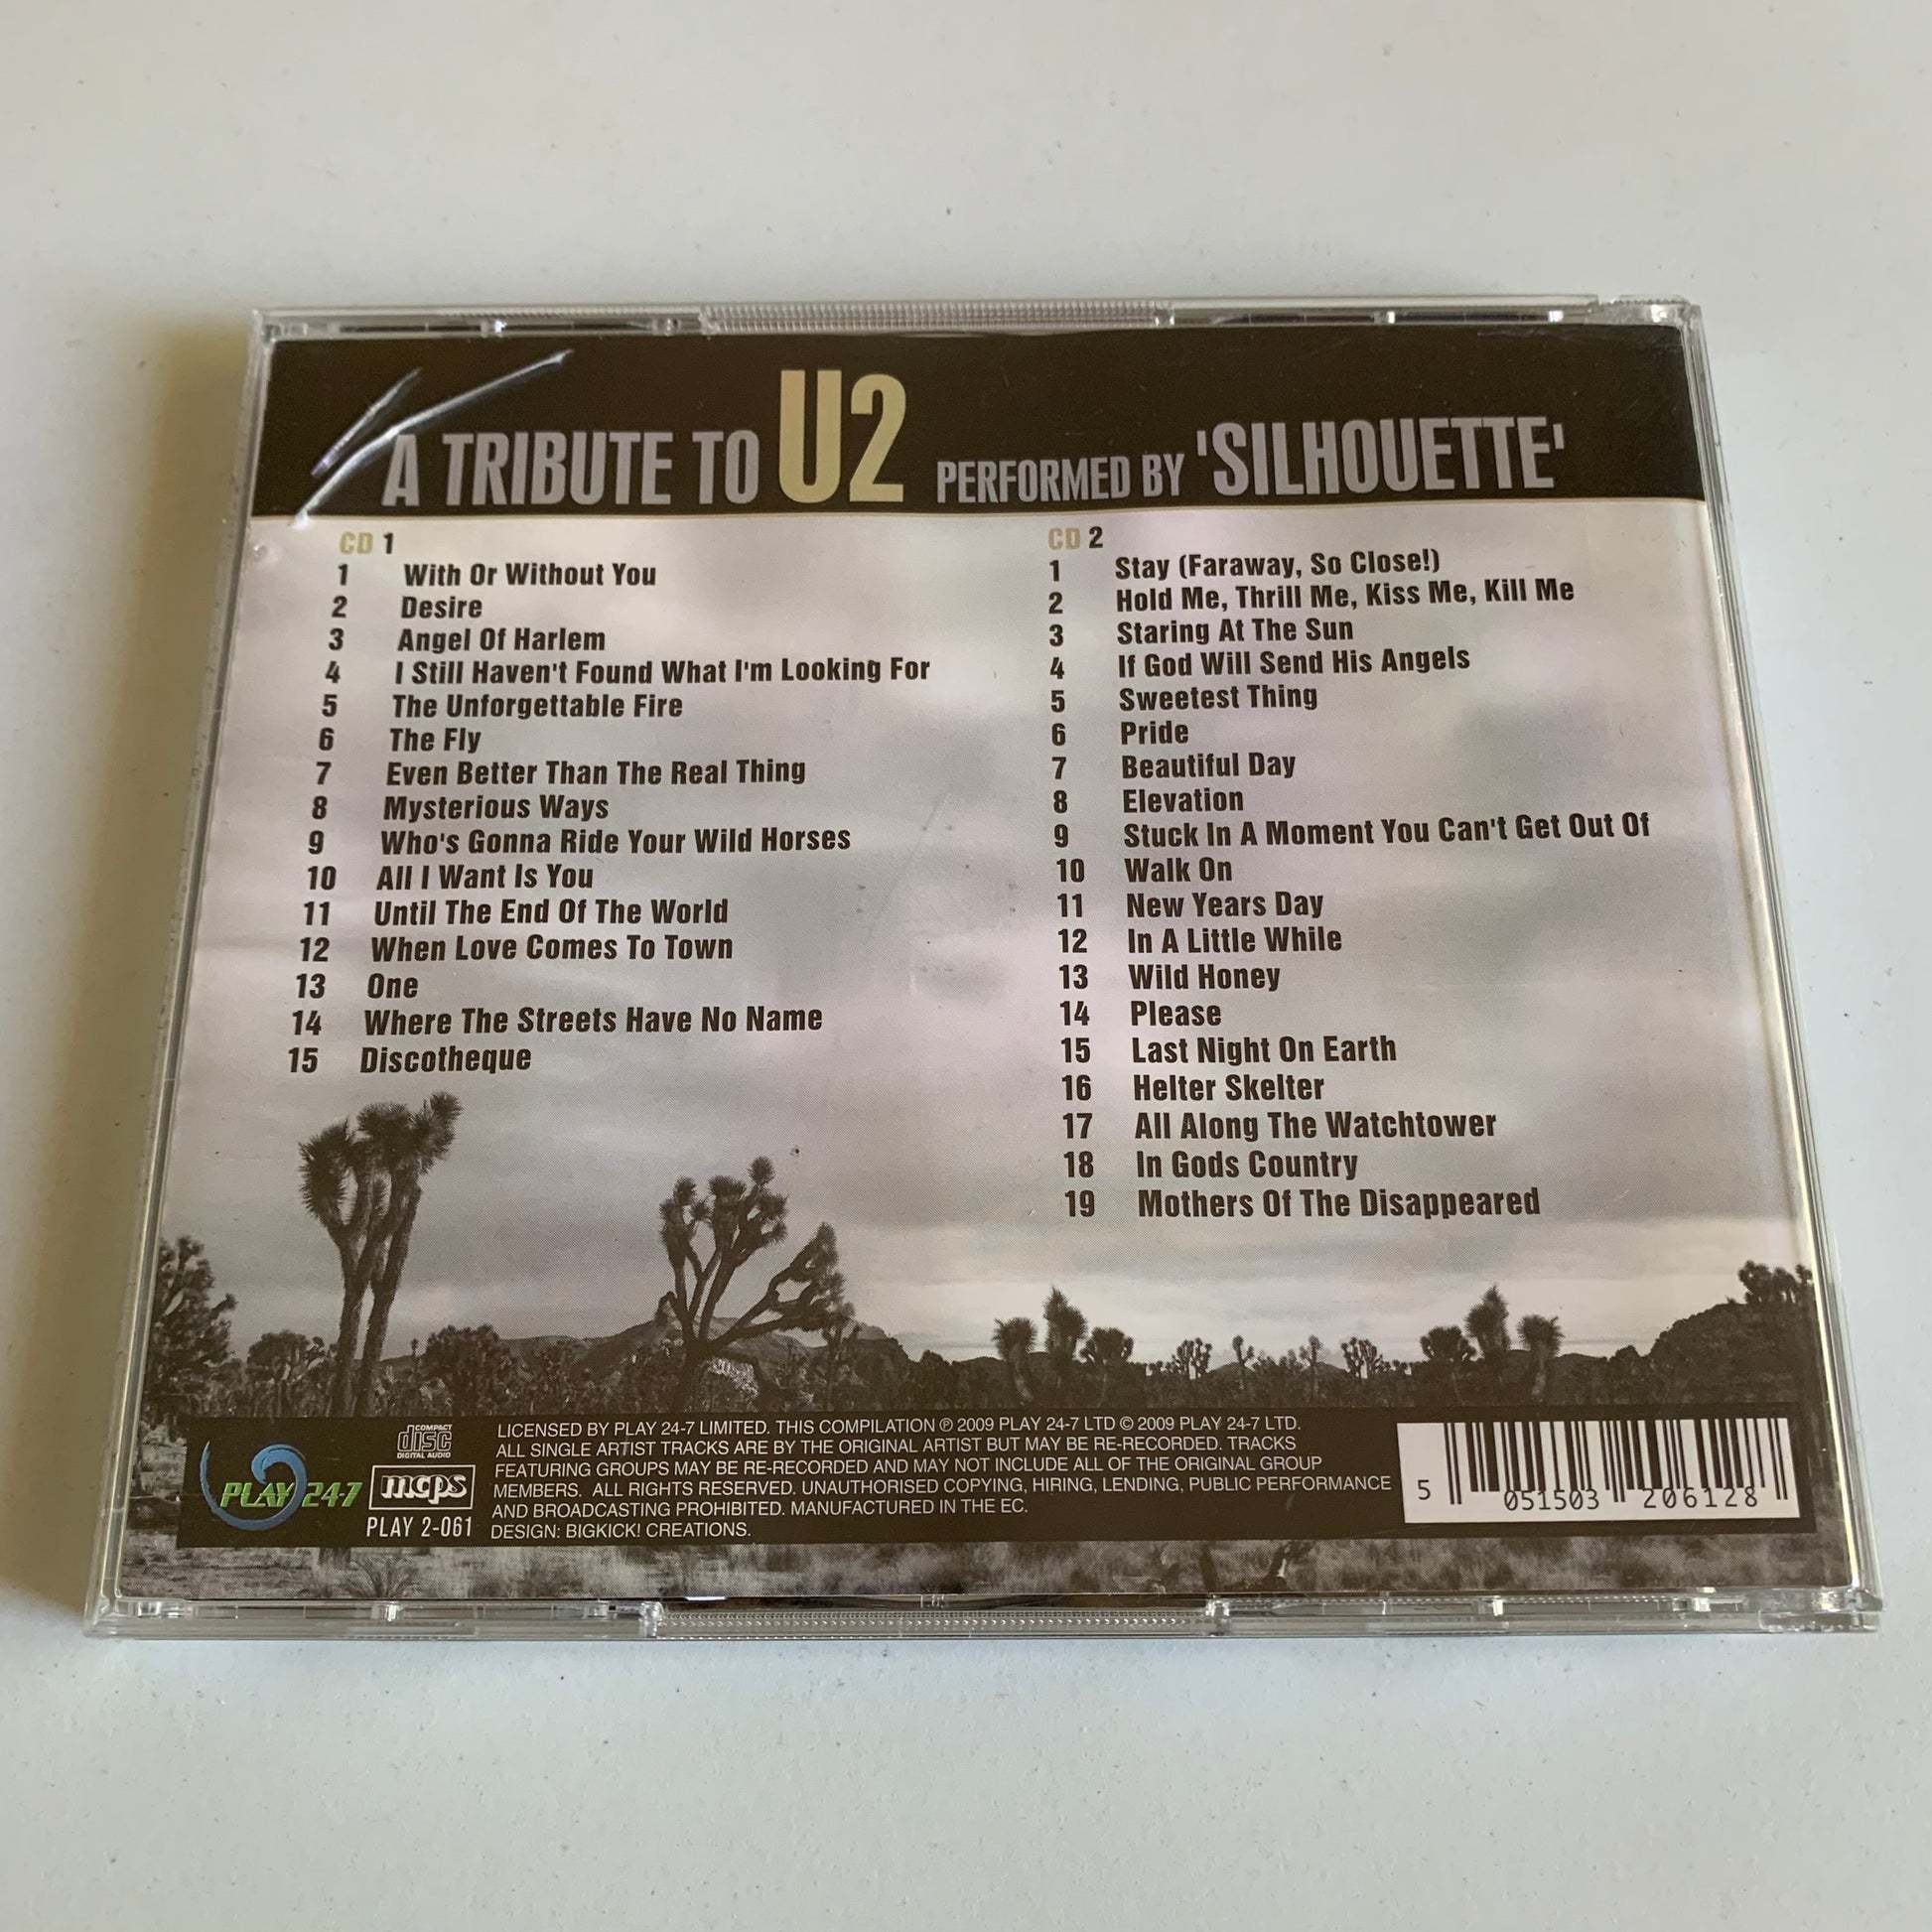 A TRIBUTE TO U2 PERFORMED BY 'SILHOUETTE'
CD 1
1 With Or Without You
2 Desire
3 Angel Of Harlem
4 I Still Haven't Found What I'm Looking For
5 The Unforgettable Fire
6 The Fly
7 Even Better Than The Real Thing
8 Mysterious Ways
9 Who's Gonna Ride Your Wild Horses
10 All I Want Is You
11 Until The End Of The World
12 When Love Comes To Town
13 One
14 Where The Streets Have No Name
15 Discotheque
CD 2
1 Stay (Faraway, So Close!)
2 Hold Me, Thrill Me, Kiss Me, Kill Me
3 Staring At The Sun
4 If God Will Send His Angels
5 Sweetest Thing
6 Pride
7 Beautiful Day
8 Elevation
9 Stuck In A Moment You Can't Get Out Of
10 Walk On
11 New Years Day
12 In A Little While
13 Wild Honey
14 Please
15 Last Night On Earth
16 Helter Skelter
17 All Along The Watchtower
18 In Gods Country
19 Mothers Of The Disappeared
PLAY 24-7
COMPACT
disc
DIGITAL AUDIO
mcps
PLAY 2-061
LICENSED BY PLAY 24-7 LIMITED. THIS COMPILATION ℗ 2009 PLAY 24-7 LTD © 2009 PLAY 24-7 LTD.
ALL SINGLE ARTIST TRACKS ARE BY THE ORIGINAL ARTIST BUT MAY BE RE-RECORDED. TRACKS
FEATURING GROUPS MAY BE RE-RECORDED AND MAY NOT INCLUDE ALL OF THE ORIGINAL GROUP
MEMBERS. ALL RIGHTS RESERVED. UNAUTHORISED COPYING, HIRING, LENDING, PUBLIC PERFORMANCE
AND BROADCASTING PROHIBITED. MANUFACTURED IN THE EC.
DESIGN: BIGKICK! CREATIONS.
5 051503 206128